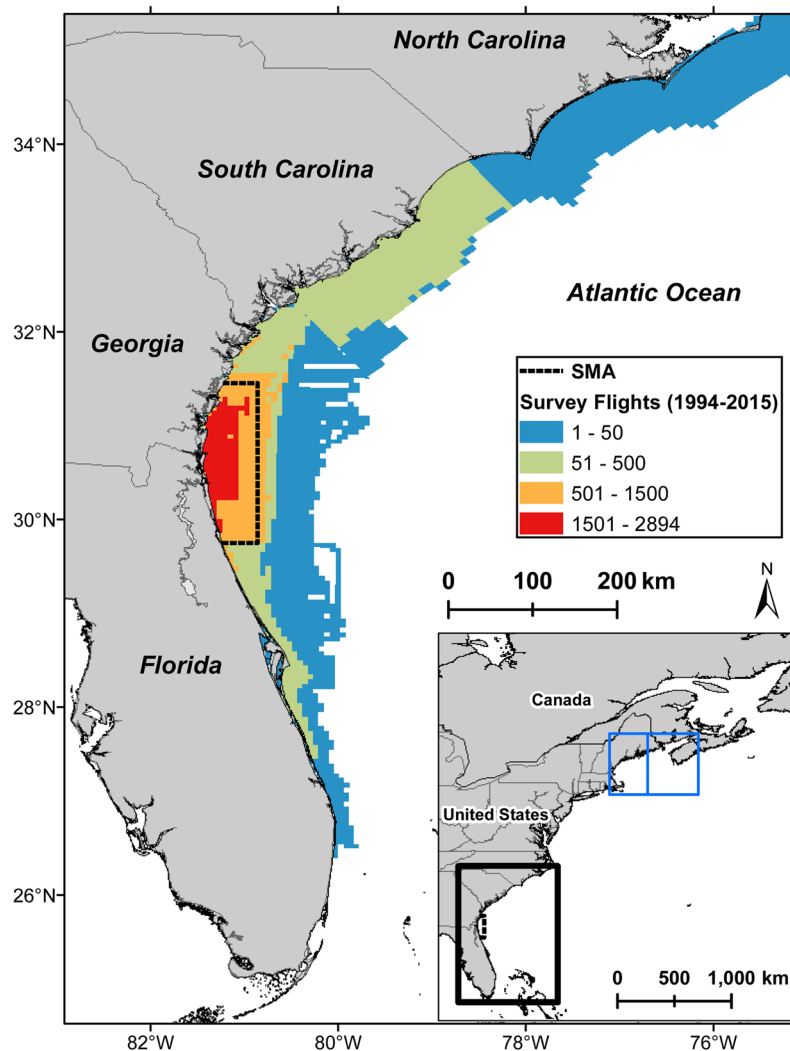 North Carolina
34°N
South Carolina
Atlantic Ocean
32°N
Georgia
SMA
Survey Flights (1994-2015)
1 - 50
51 - 500
501 - 1500
1501 - 2894
30°N
N
0 100 200 km
Florida
28°N
Canada
United States
26°N
0 500 1,000 km
82°W 80°W 78°W 76°W